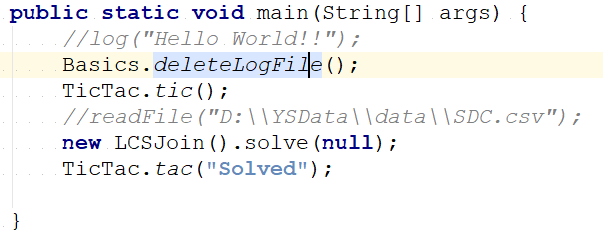 public static void main(String[] args) {
    //log("Hello World!!");
    Basics.deleteLogFile();
    TicTac.tic();
    //readFile("D:\\YSData\\data\\SDC.csv");
    new LCSJoin().solve(null);
    TicTac.tac("Solved");
}